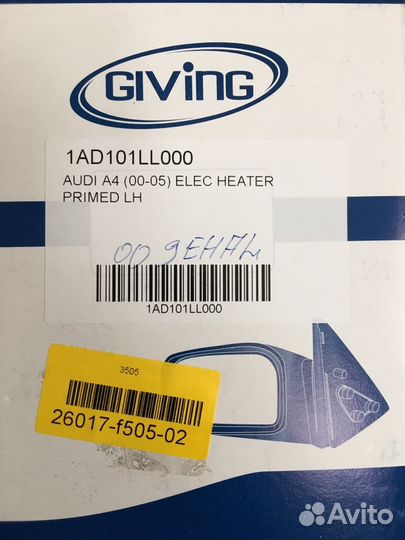 GIViNG
1AD101LL000
AUDI A4 (00-05) ELEC HEATER
PRIMED LH
1AD101LL000
3505
26017-f505-02
Avito